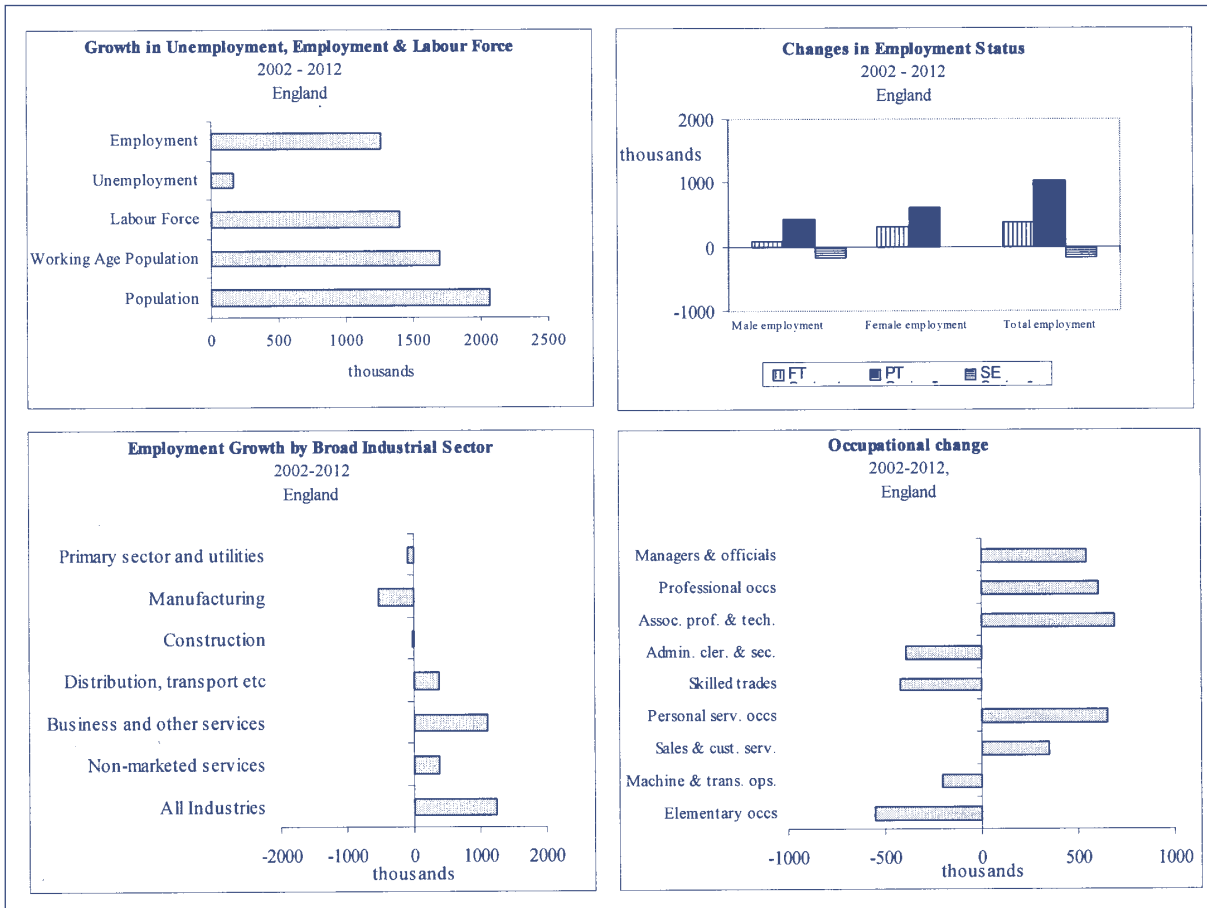 Growth in Unemployment, Employment & Labour Force
2002 - 2012
England
Employment
Unemployment
Labour Force
Working Age Population
Population
0 500 1000 1500 2000 2500
thousands
Changes in Employment Status
2002 - 2012
England
2000
thousands
1000
0
-1000
Male employment Female employment Total employment
FT PT SE
Employment Growth by Broad Industrial Sector
2002-2012
England
Primary sector and utilities
Manufacturing
Construction
Distribution, transport etc
Business and other services
Non-marketed services
All Industries
-2000 -1000 0 1000 2000
thousands
Occupational change
2002-2012,
England
Managers & officials
Professional occs
Assoc. prof. & tech.
Admin. cler. & sec.
Skilled trades
Personal serv. occs
Sales & cust. serv.
Machine & trans. ops.
Elementary occs
-1000 -500 0 500 1000
thousands